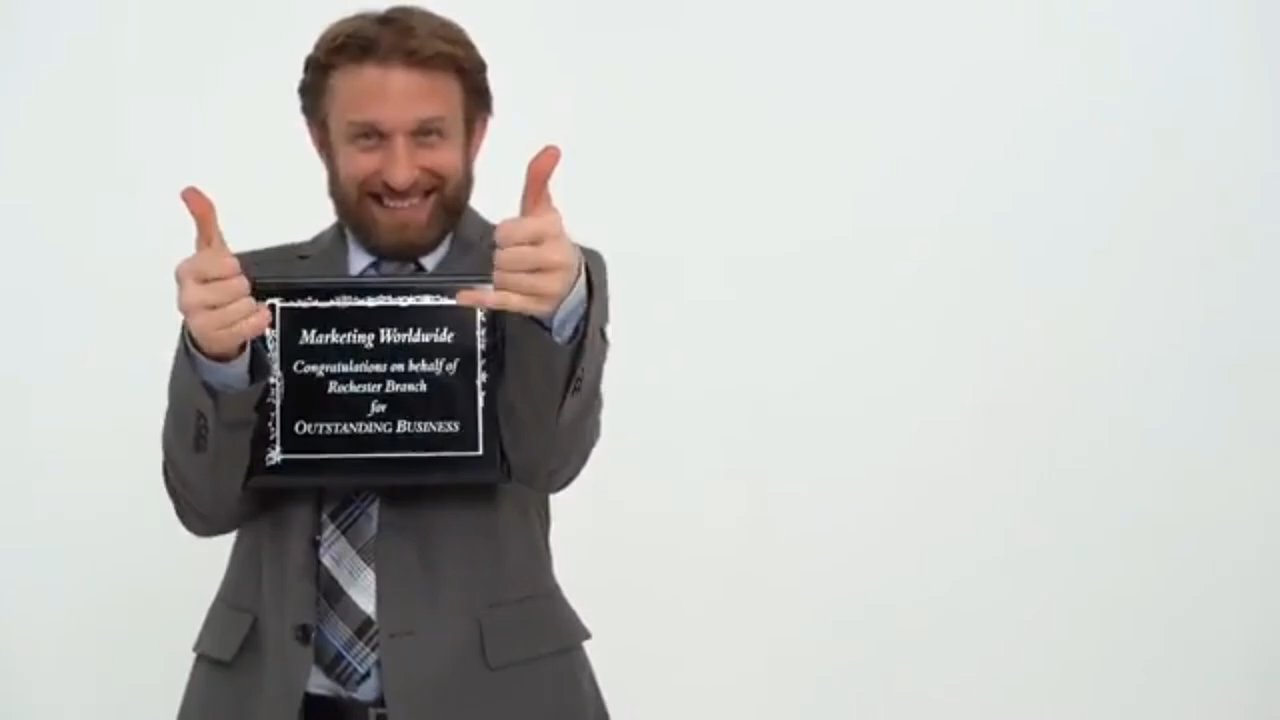 Marketing Worldwide
Congratulations on behalf of
Rochester Branch
for
OUTSTANDING BUSINESS